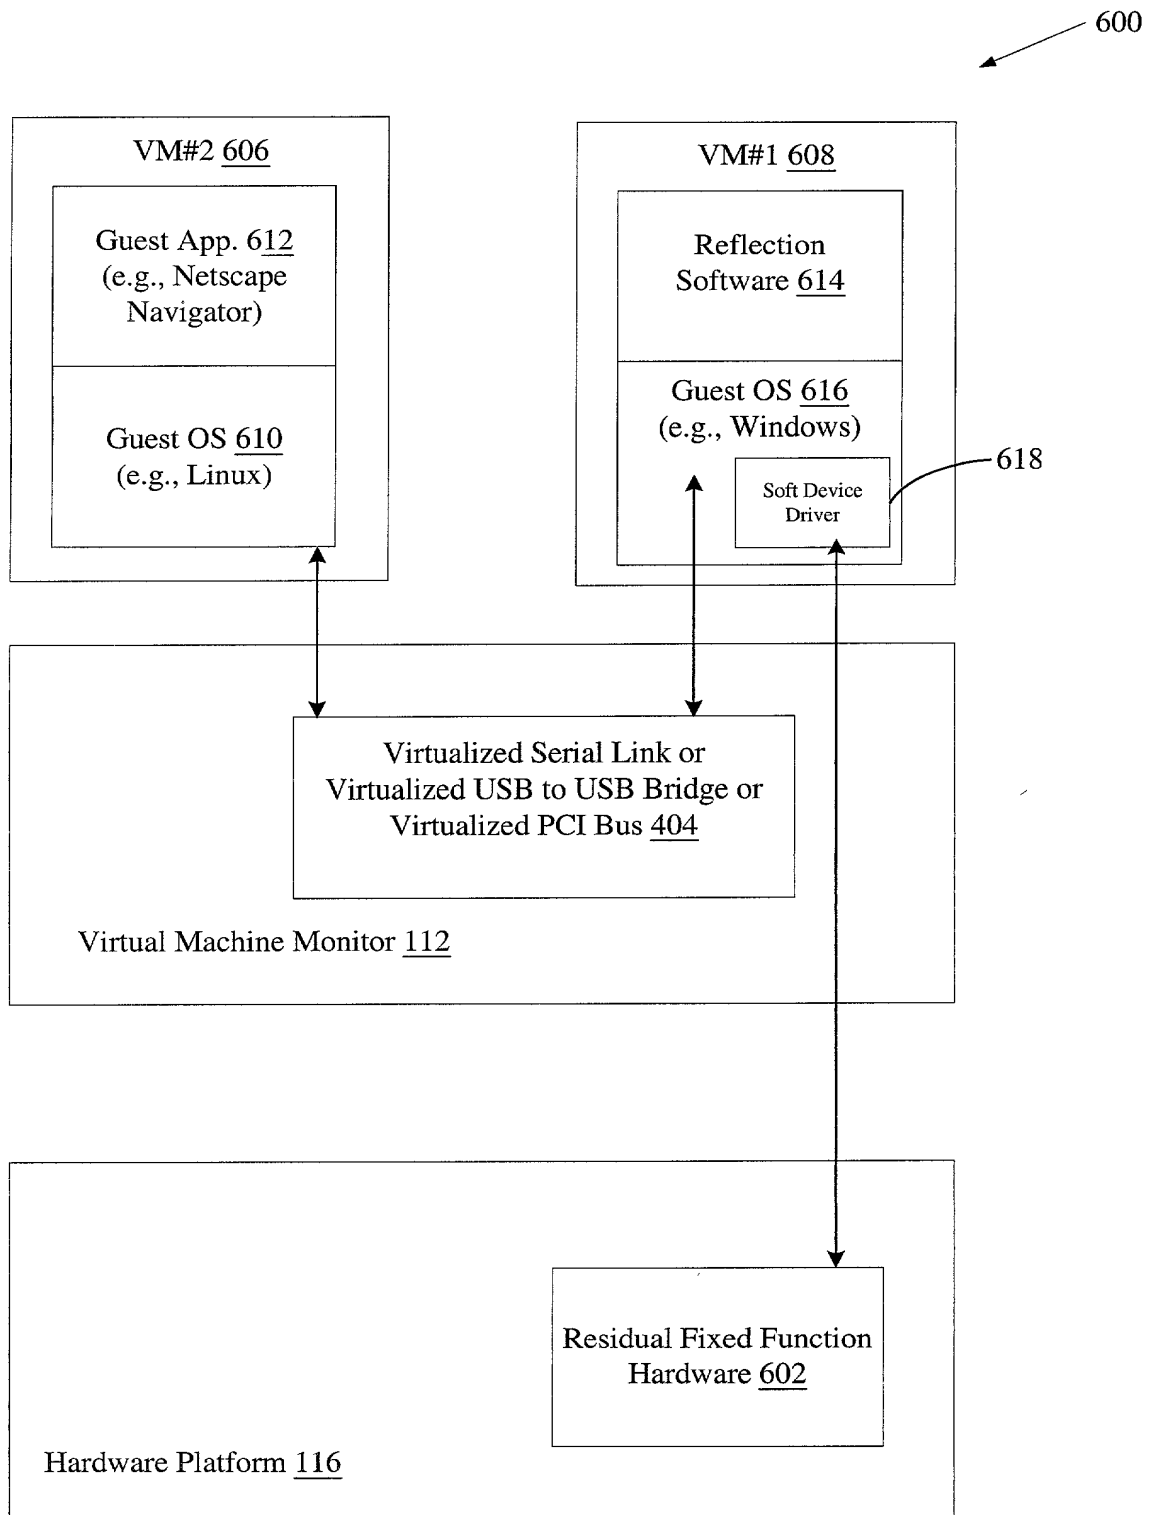 600
VM#2 606
Guest App. 612
(e.g., Netscape
Navigator)
Guest OS 610
(e.g., Linux)
VM#1 608
Reflection
Software 614
Guest OS 616
(e.g., Windows)
Soft Device
Driver
618
Virtualized Serial Link or
Virtualized USB to USB Bridge or
Virtualized PCI Bus 404
Virtual Machine Monitor 112
Residual Fixed Function
Hardware 602
Hardware Platform 116